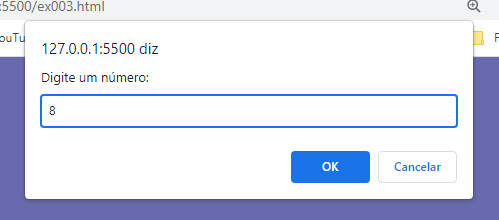 :5500/ex003.html
ouTu
127.0.0.1:5500 diz
Digite um número:
8
OK
Cancelar